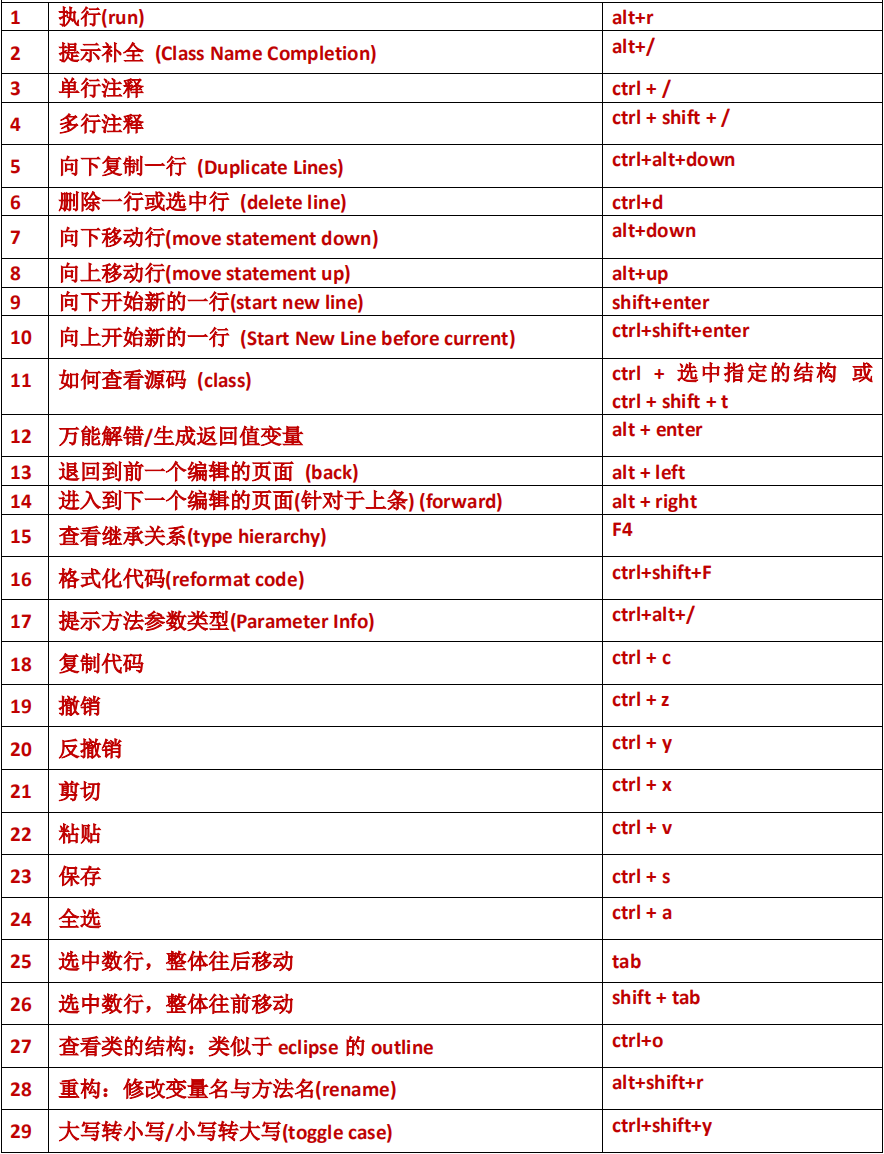 1 执行(run) alt+r
2 提示补全 (Class Name Completion) alt+/
3 单行注释 ctrl + /
4 多行注释 ctrl + shift + /
5 向下复制一行 (Duplicate Lines) ctrl+alt+down
6 删除一行或选中行 (delete line) ctrl+d
7 向下移动行(move statement down) alt+down
8 向上移动行(move statement up) alt+up
9 向下开始新的一行(start new line) shift+enter
10 向上开始新的一行 (Start New Line before current) ctrl+shift+enter
11 如何查看源码 (class) ctrl + 选中指定的结构 或
ctrl + shift + t
12 万能解错/生成返回值变量 alt + enter
13 退回到前一个编辑的页面 (back) alt + left
14 进入到下一个编辑的页面(针对于上条) (forward) alt + right
15 查看继承关系(type hierarchy) F4
16 格式化代码(reformat code) ctrl+shift+F
17 提示方法参数类型(Parameter Info) ctrl+alt+/
18 复制代码 ctrl + c
19 撤销 ctrl + z
20 反撤销 ctrl + y
21 剪切 ctrl + x
22 粘贴 ctrl + v
23 保存 ctrl + s
24 全选 ctrl + a
25 选中数行，整体往后移动 tab
26 选中数行，整体往前移动 shift + tab
27 查看类的结构：类似于 eclipse 的 outline ctrl+o
28 重构：修改变量名与方法名(rename) alt+shift+r
29 大写转小写/小写转大写(toggle case) ctrl+shift+y